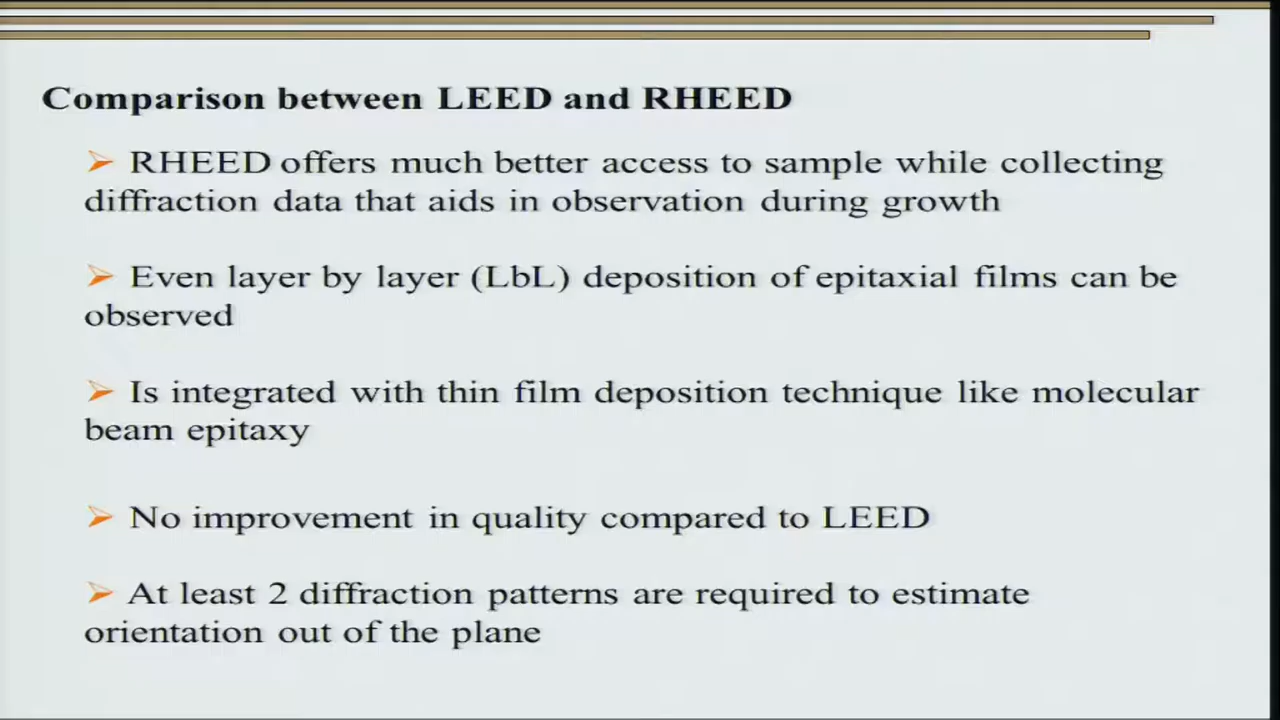 Comparison between LEED and RHEED
➢ RHEED offers much better access to sample while collecting
diffraction data that aids in observation during growth
➢ Even layer by layer (LbL) deposition of epitaxial films can be
observed
➢ Is integrated with thin film deposition technique like molecular
beam epitaxy
➢ No improvement in quality compared to LEED
➢ At least 2 diffraction patterns are required to estimate
orientation out of the plane